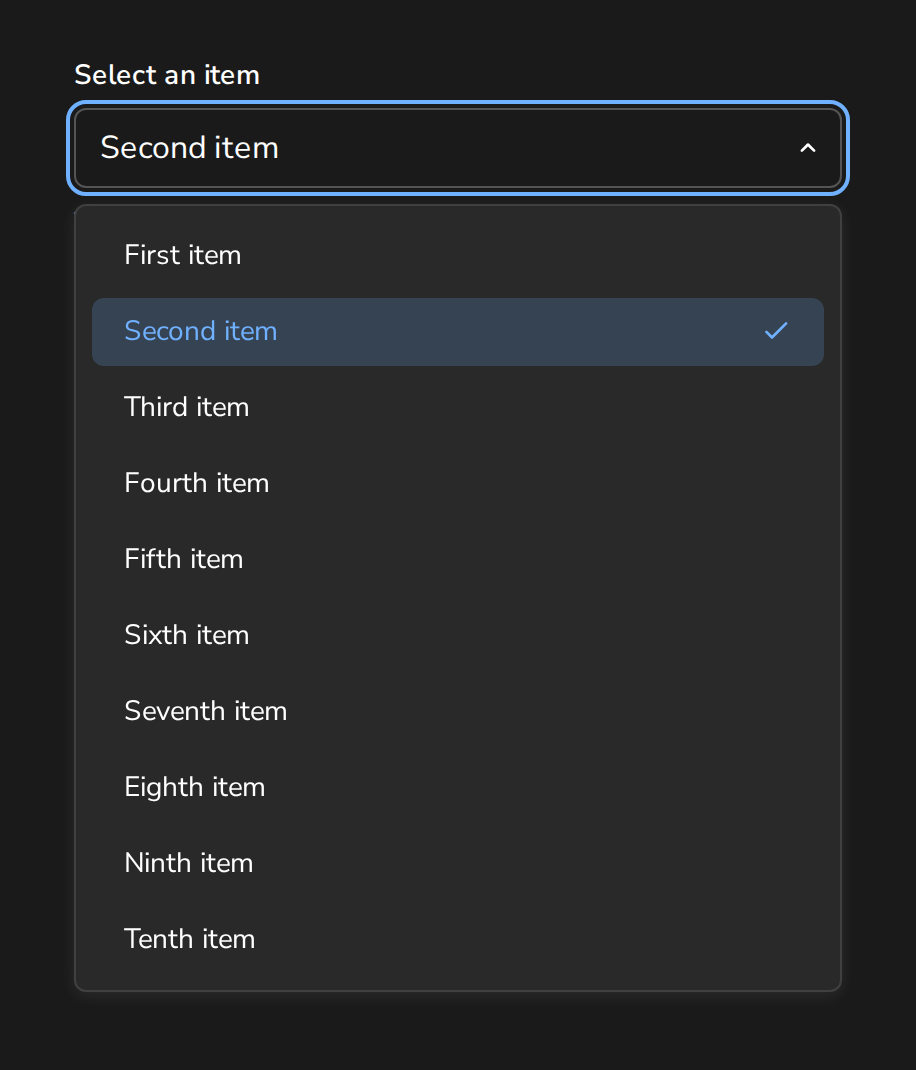 Select an item
Second item
First item
Second item
Third item
Fourth item
Fifth item
Sixth item
Seventh item
Eighth item
Ninth item
Tenth item